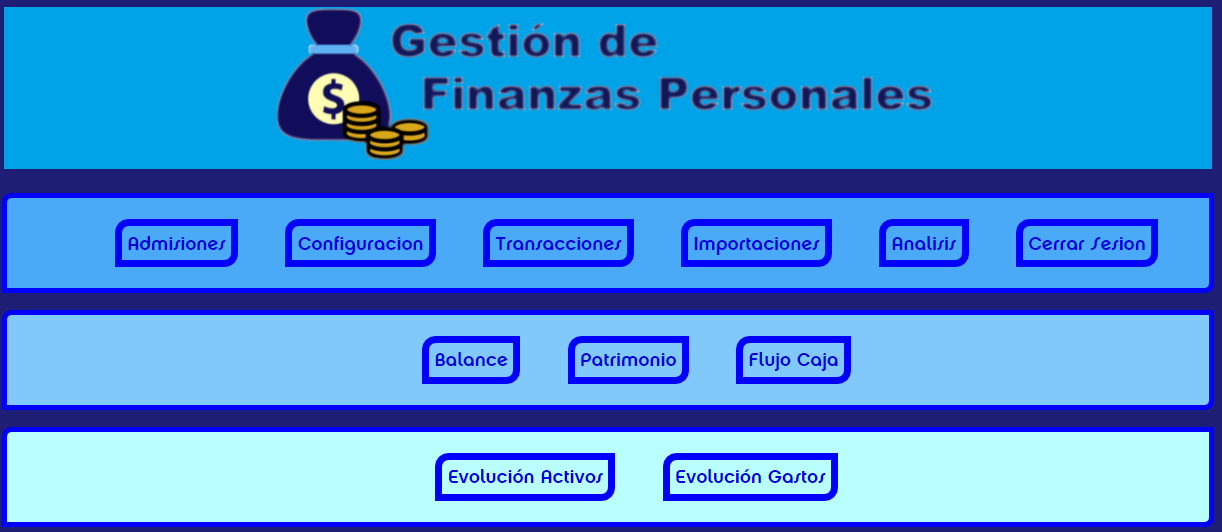 Gestión de
Finanzas Personales
$
Admisiones Configuracion Transacciones Importaciones Analisis Cerrar Sesion
Balance Patrimonio Flujo Caja
Evolución Activos Evolución Gastos